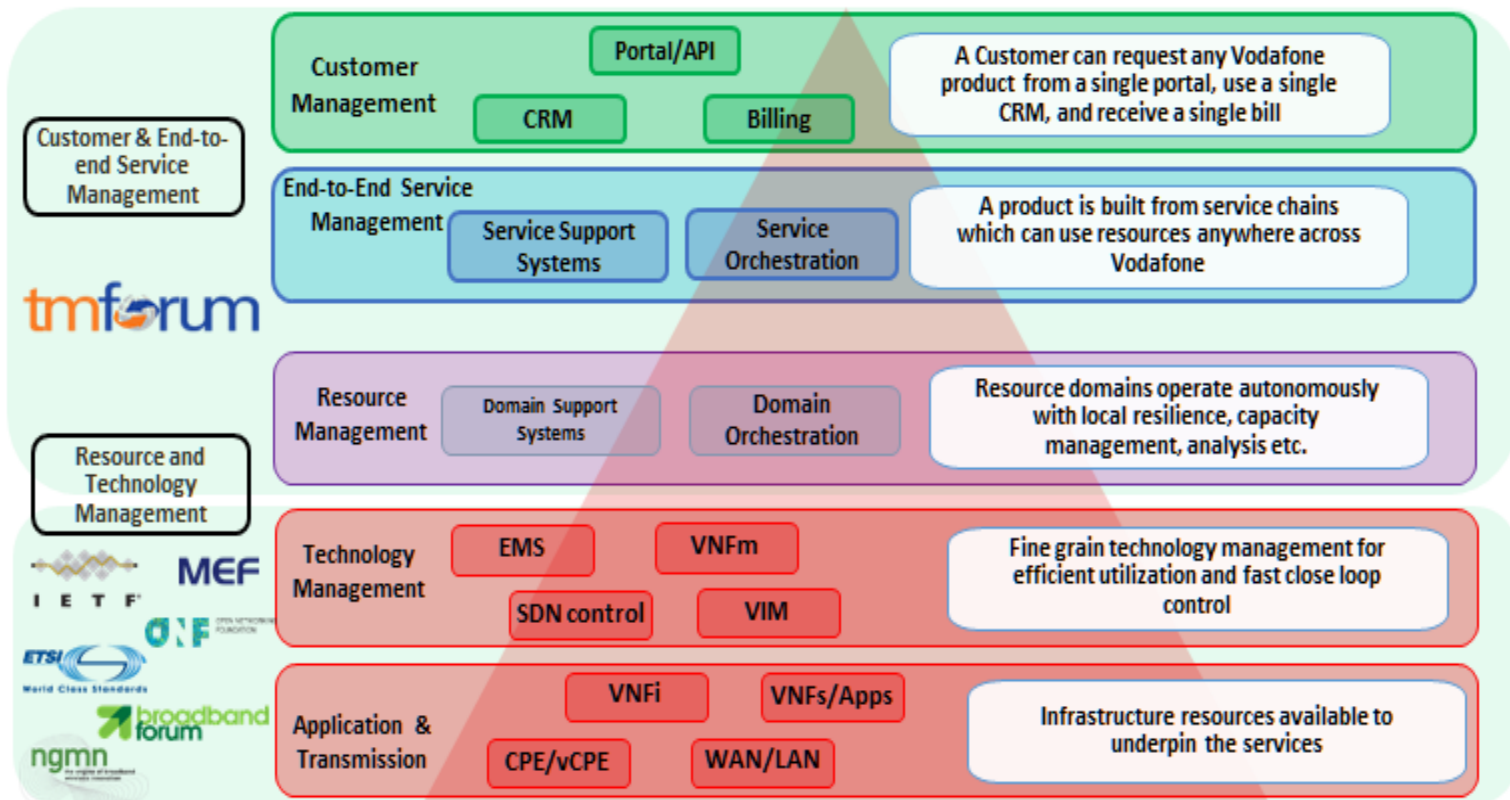 Customer
Management
Portal/API
CRM
Billing
A Customer can request any Vodafone
product from a single portal, use a single
CRM, and receive a single bill
Customer & End-to-
end Service
Management
End-to-End Service
Management
Service Support
Systems
Service
Orchestration
A product is built from service chains
which can use resources anywhere across
Vodafone
tmforum
Resource
Management
Domain Support
Systems
Domain
Orchestration
Resource domains operate autonomously
with local resilience, capacity
management, analysis etc.
Resource and
Technology
Management
Technology
Management
EMS
VNFm
SDN control
VIM
Fine grain technology management for
efficient utilization and fast close loop
control
IETF
MEF
ONF
OPEN NETWORKING
FOUNDATION
ETSI
World Class Standards
broadband
forum
ngmn
Application &
Transmission
VNFi
VNFs/Apps
CPE/vCPE
WAN/LAN
Infrastructure resources available to
underpin the services